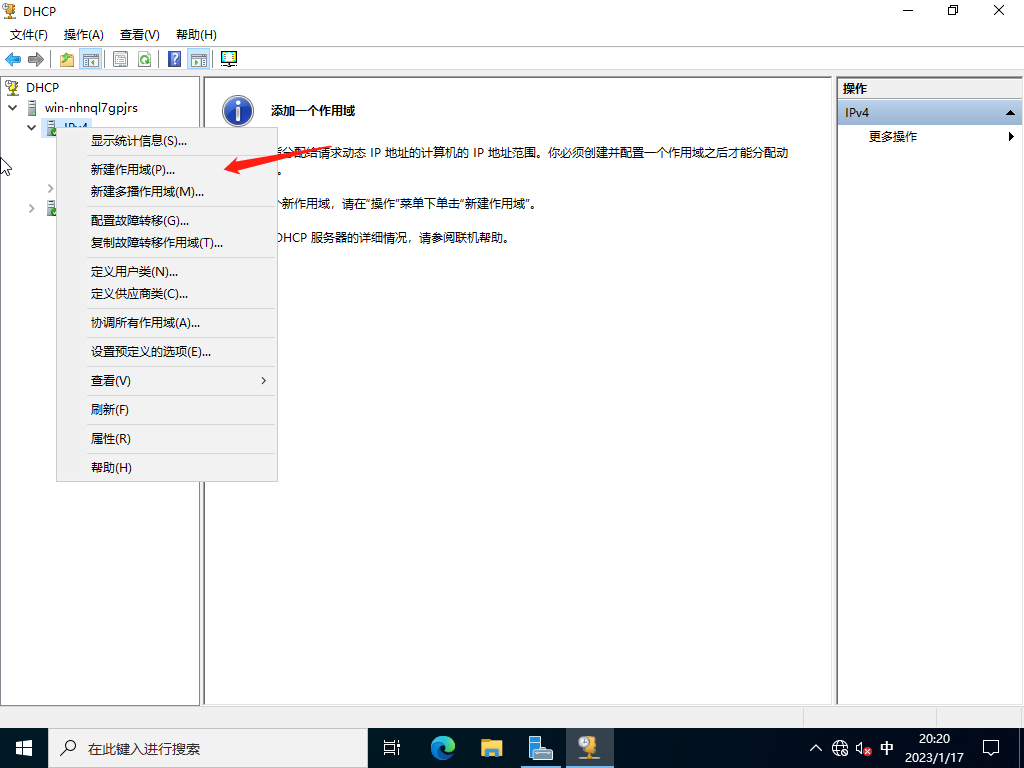 DHCP
文件(F) 操作(A) 查看(V) 帮助(H)
DHCP
win-nhnql7gpjrs
IPv4
显示统计信息(S)...
新建作用域(P)...
新建多播作用域(M)...
配置故障转移(G)...
复制故障转移作用域(T)...
定义用户类(N)...
定义供应商类(C)...
协调所有作用域(A)...
设置预定义的选项(E)...
查看(V)
刷新(F)
属性(R)
帮助(H)
添加一个作用域
分配给请求动态 IP 地址的计算机的 IP 地址范围。你必须创建并配置一个作用域之后才能分配动
。
新作用域，请在“操作”菜单下单击“新建作用域”。
DHCP 服务器的详细情况，请参阅联机帮助。
操作
IPv4
更多操作
在此键入进行搜索
中
20:20
2023/1/17